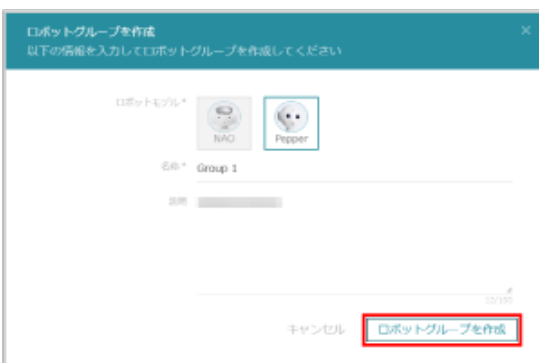 ロボットグループを作成
以下の情報を入力してロボットグループを作成してください
ロボットモデル*
NAO
Pepper
名称* Group 1
説明
キャンセル
ロボットグループを作成